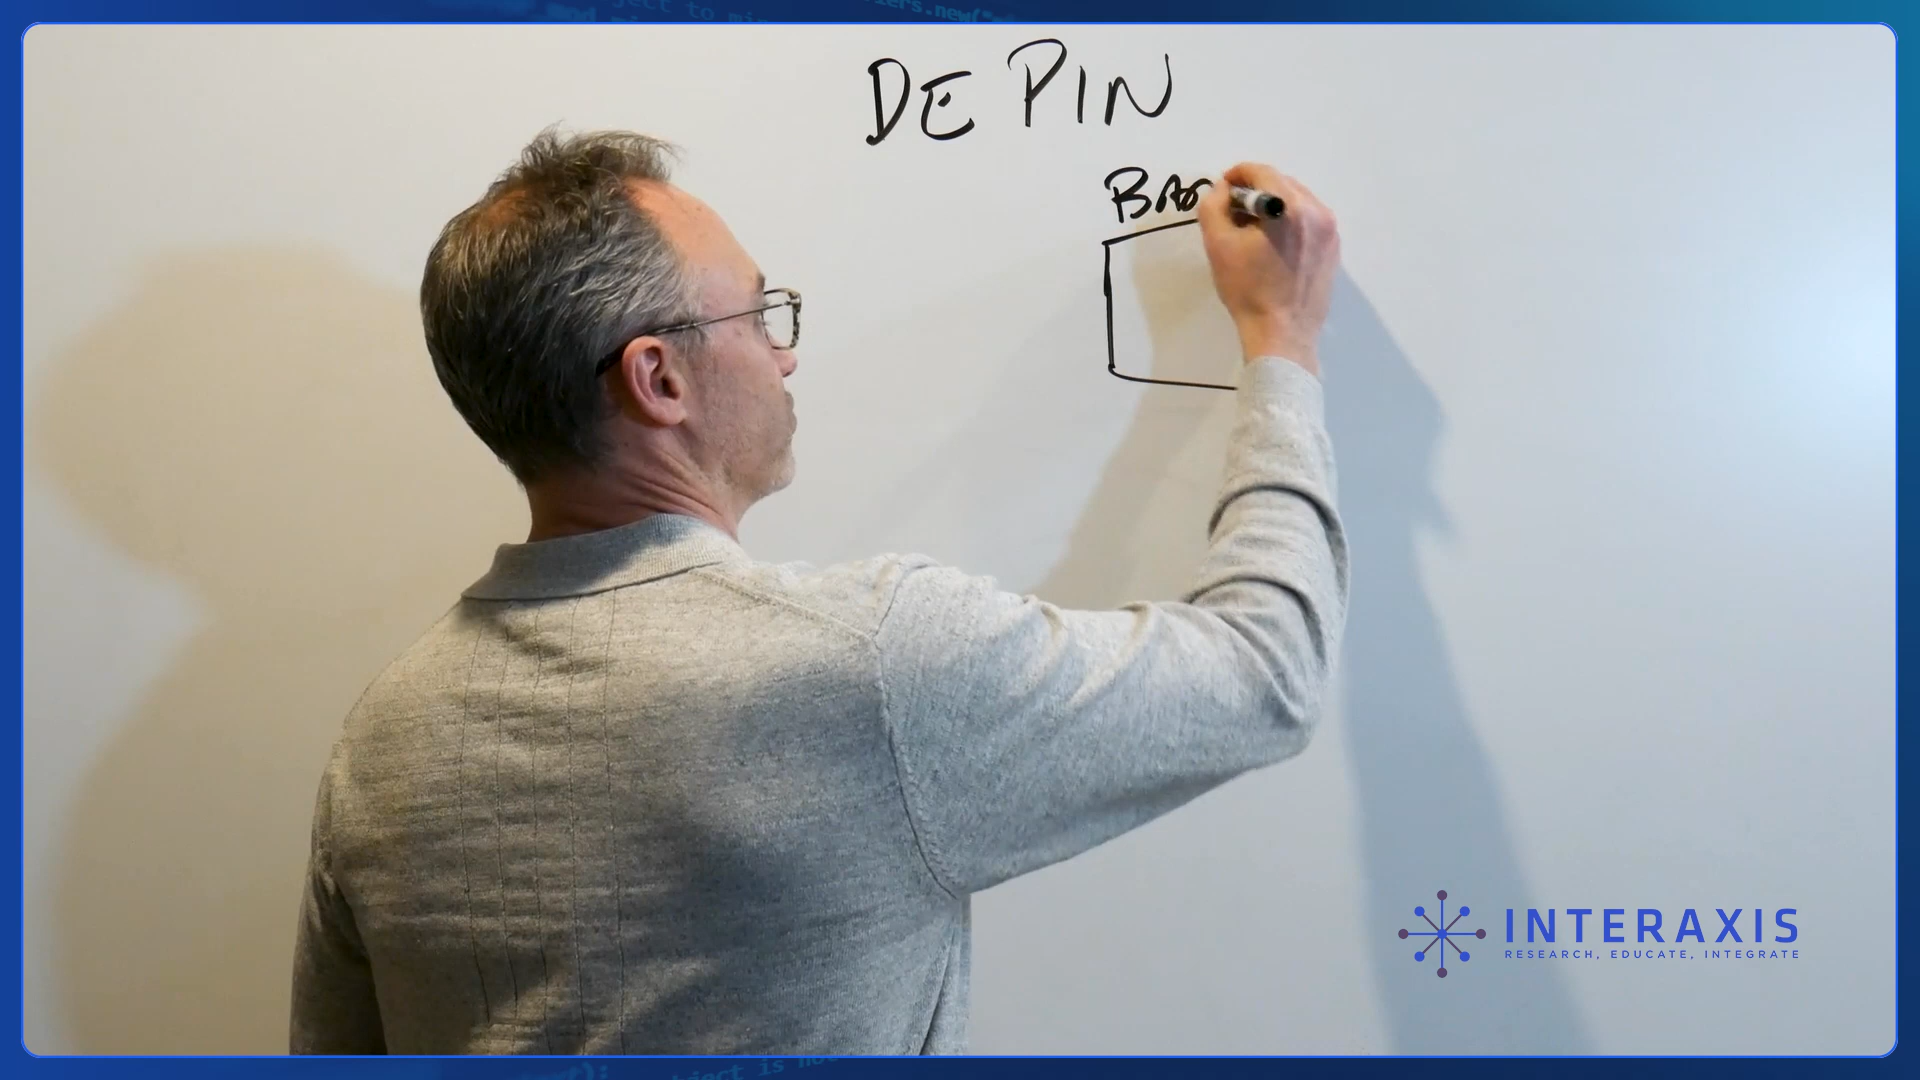 DE PIN
INTERAXIS
RESEARCH, EDUCATE, INTEGRATE